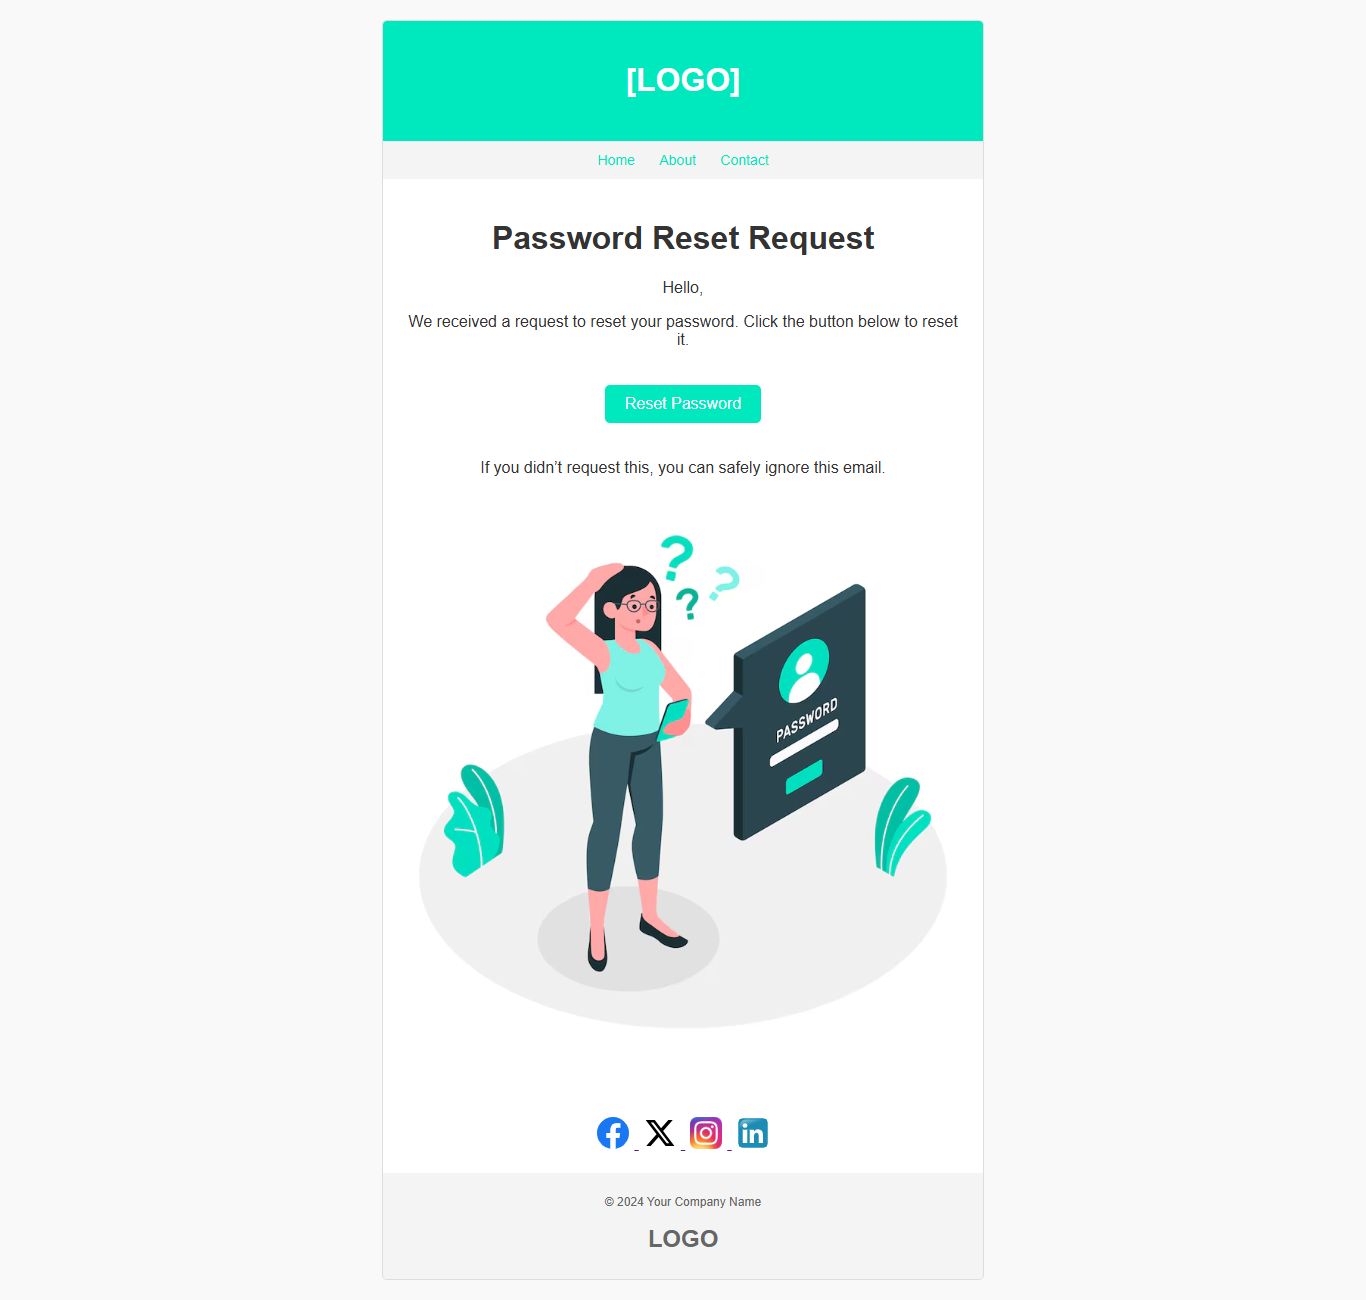 [LOGO]
Home About Contact
Password Reset Request
Hello,
We received a request to reset your password. Click the button below to reset
it.
Reset Password
If you didn’t request this, you can safely ignore this email.
? ? ?
PASSWORD
in
© 2024 Your Company Name
LOGO